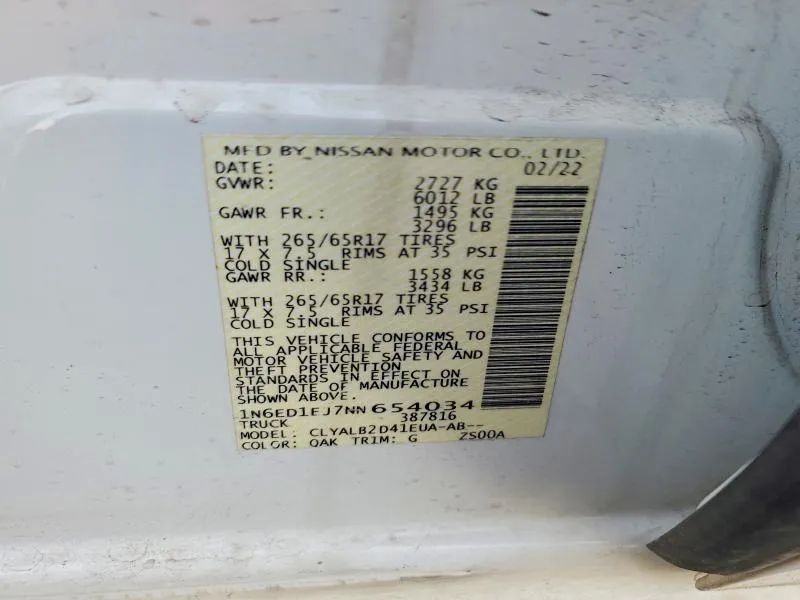 MFD BY NISSAN MOTOR CO., LTD.
DATE: 02/22
GVWR: 2727 KG
6012 LB
GAWR FR.: 1495 KG
3296 LB
WITH 265/65R17 TIRES
17 X 7.5 RIMS AT 35 PSI
COLD SINGLE
GAWR RR.: 1558 KG
3434 LB
WITH 265/65R17 TIRES
17 X 7.5 RIMS AT 35 PSI
COLD SINGLE
THIS VEHICLE CONFORMS TO
ALL APPLICABLE FEDERAL
MOTOR VEHICLE SAFETY AND
THEFT PREVENTION
STANDARDS IN EFFECT ON
THE DATE OF MANUFACTURE
SHOWN ABOVE.
1N6ED1EJ7NN654034
TRUCK 387816
MODEL: CLYALB2D41EUA-AB--
COLOR: QAK TRIM: G ZS00A